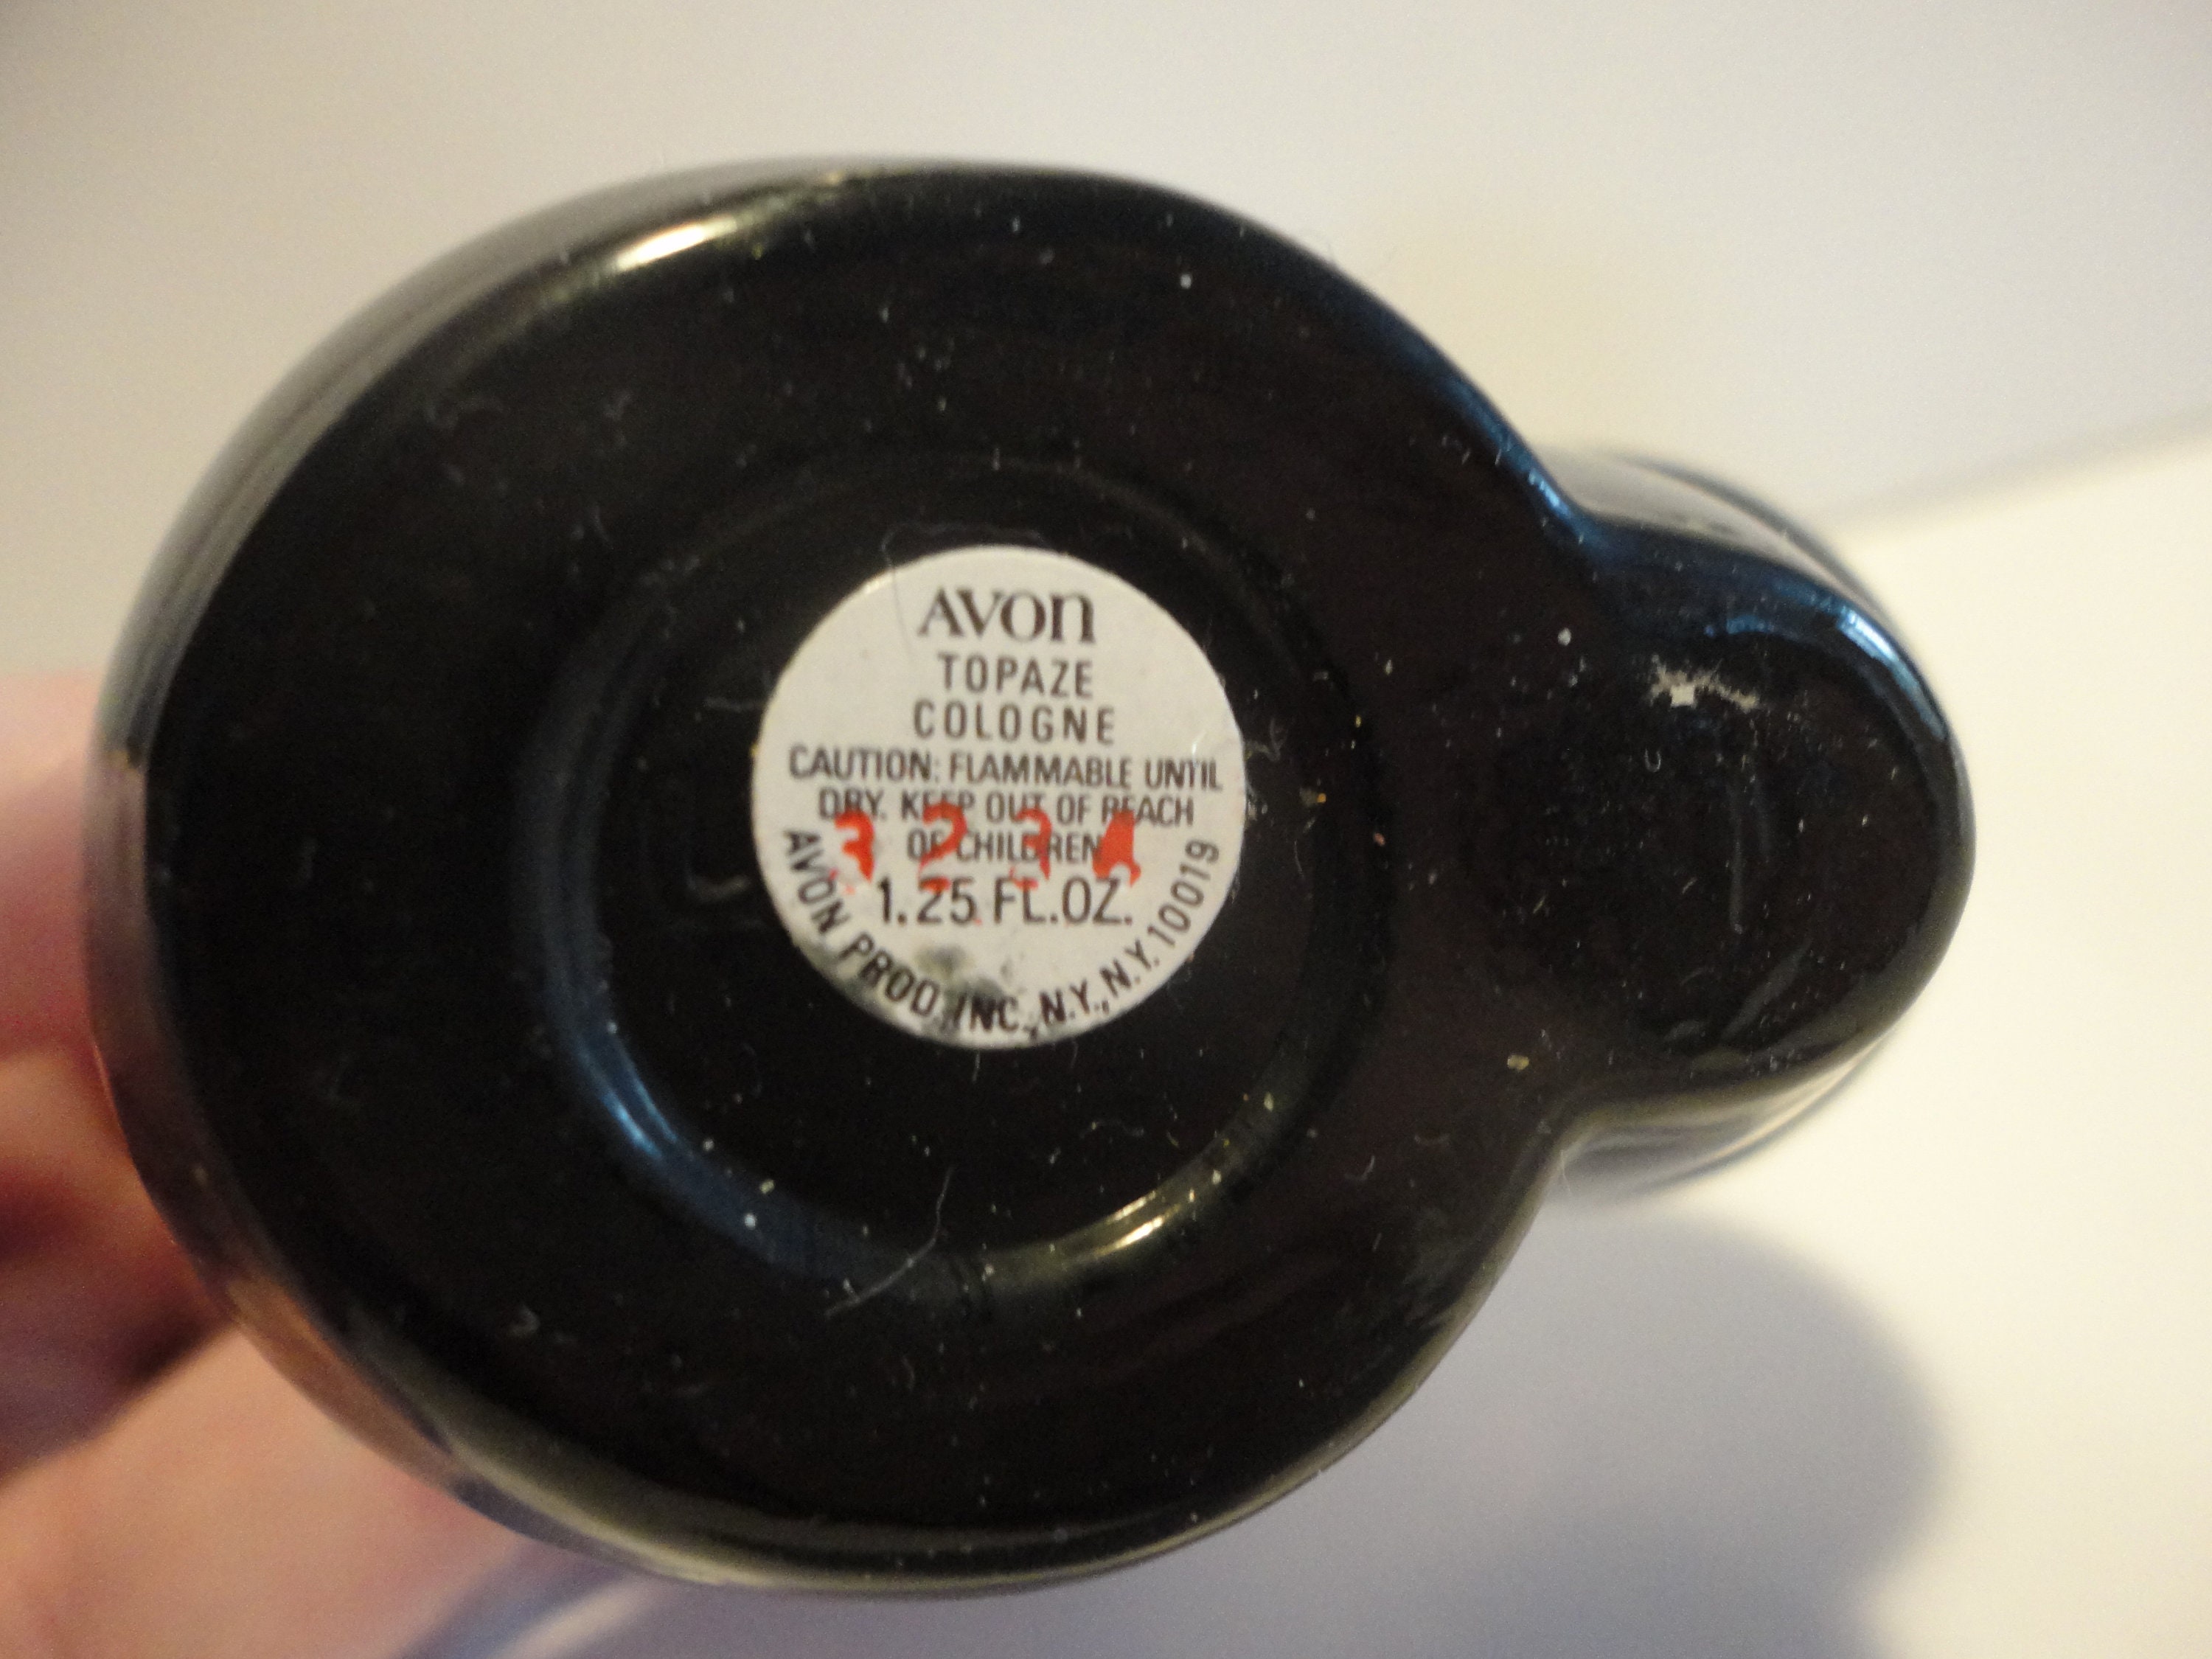 AVON
TOPAZE
COLOGNE
CAUTION: FLAMMABLE UNTIL
DRY. KEEP OUT OF REACH
OF CHILDREN
1.25 FL.OZ.
AVON PROD. INC., N.Y., N.Y. 10019